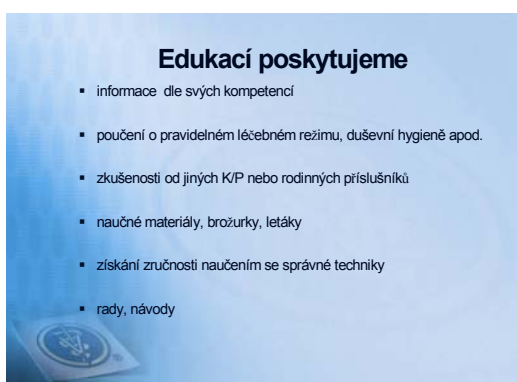 Edukací poskytujeme
▪ informace dle svých kompetencí
▪ poučení o pravidelném léčebném režimu, duševní hygieně apod.
▪ zkušenosti od jiných K/P nebo rodinných příslušníků
▪ naučné materiály, brožurky, letáky
▪ získání zručnosti naučením se správné techniky
▪ rady, návody